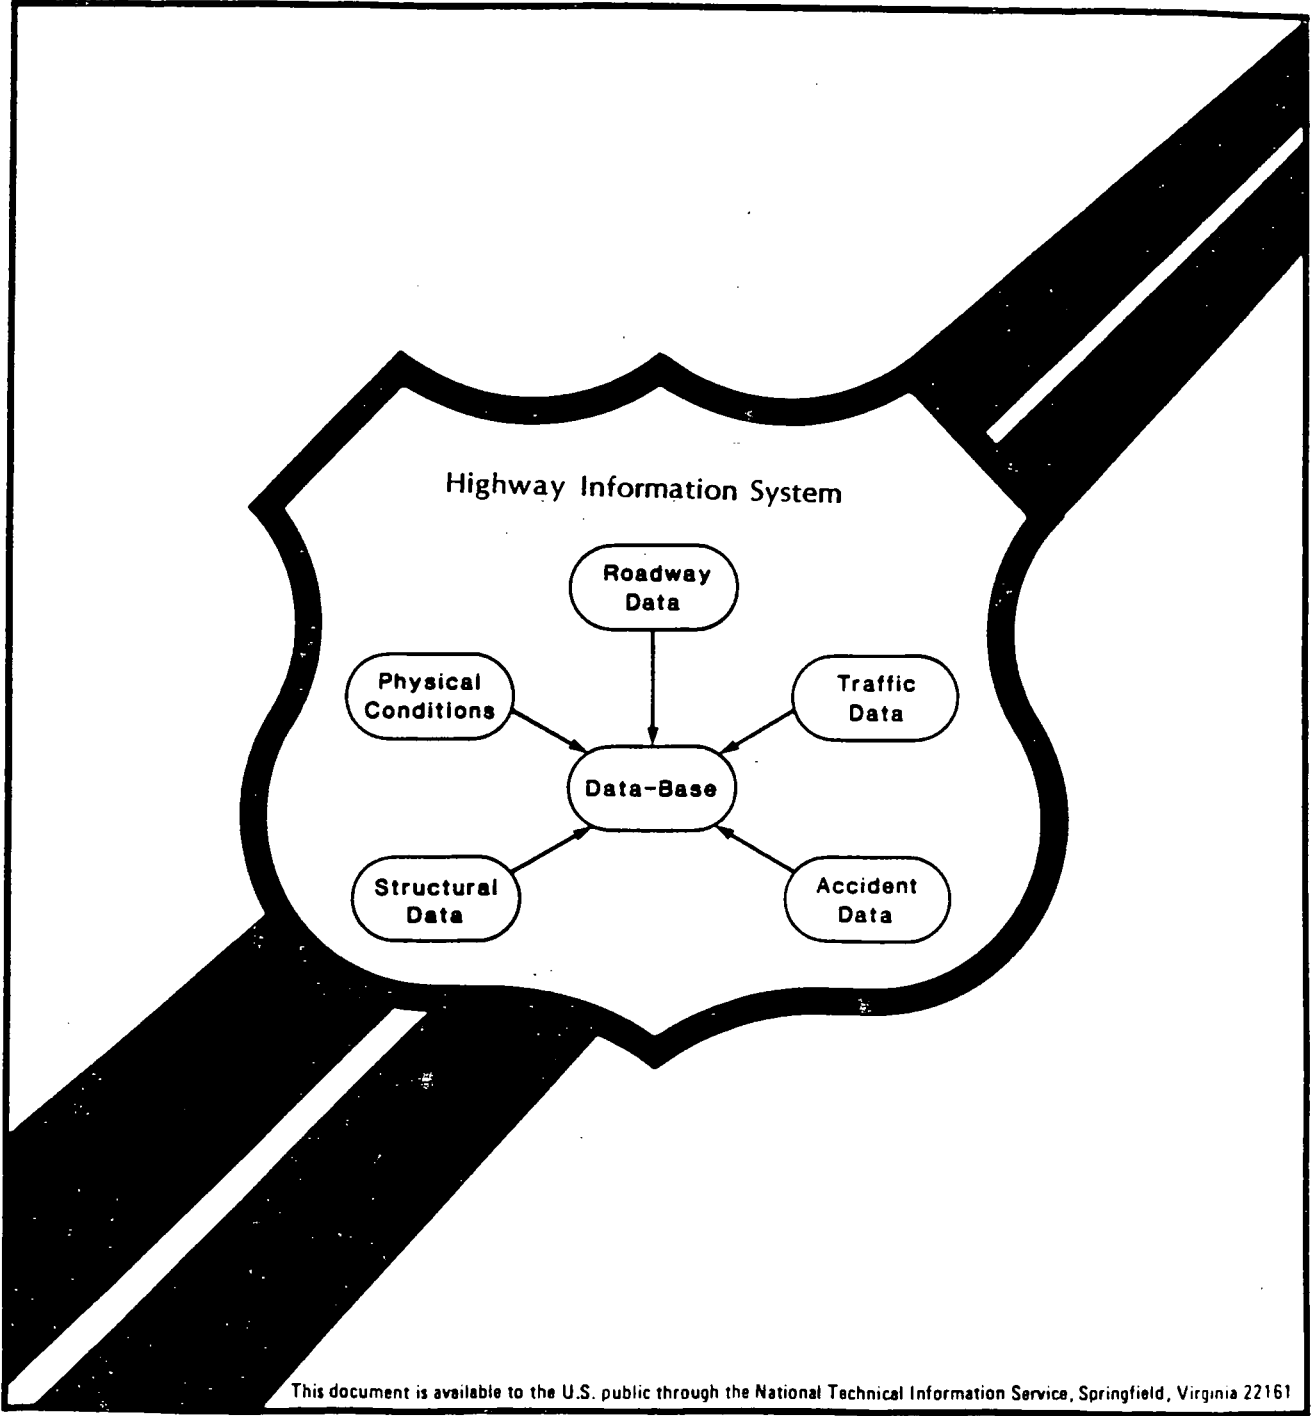 Highway Information System
Roadway
Data
Physical
Conditions
Traffic
Data
Data-Base
Structural
Data
Accident
Data
This document is available to the U.S. public through the National Technical Information Service, Springfield, Virginia 22161